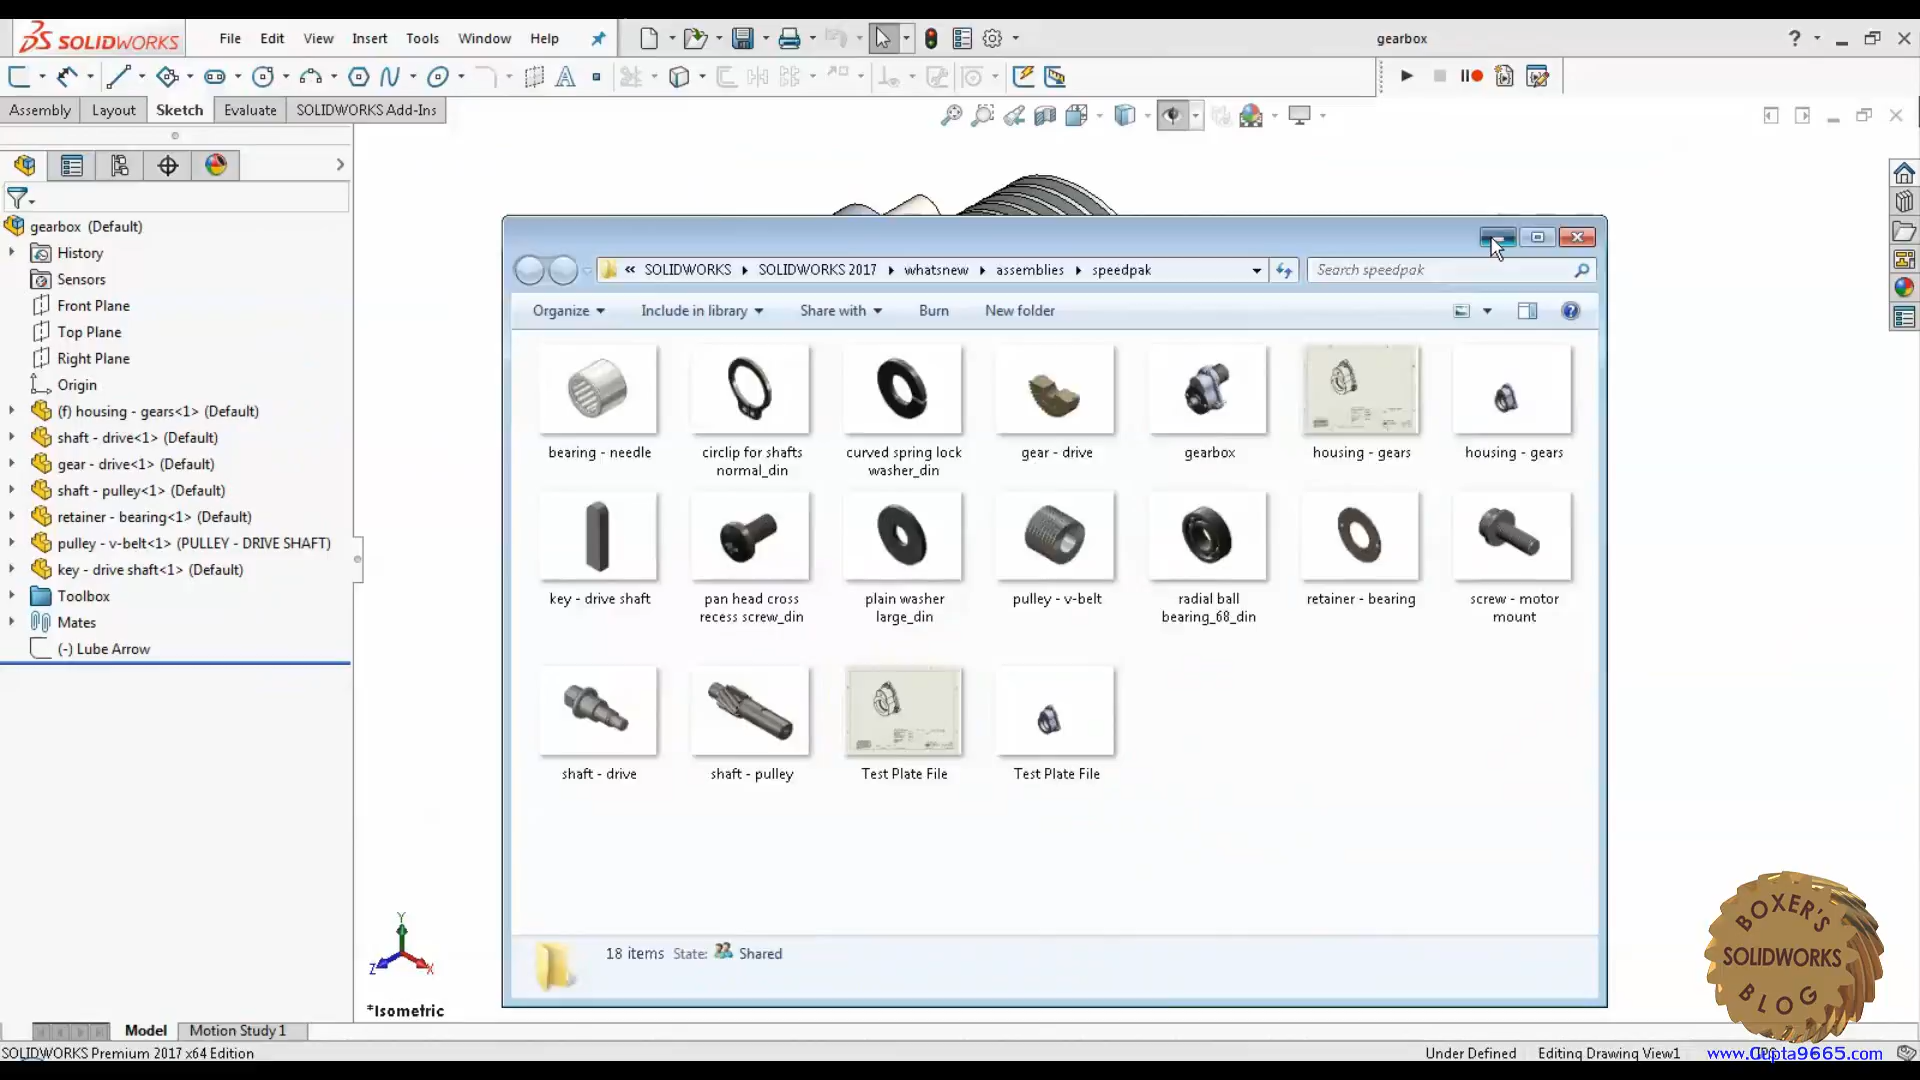 SOLIDWORKS File Edit View Insert Tools Window Help gearbox
Assembly Layout Sketch Evaluate SOLIDWORKS Add-Ins
gearbox (Default)
History
Sensors
Front Plane
Top Plane
Right Plane
Origin
(f) housing - gears<1> (Default)
shaft - drive<1> (Default)
gear - drive<1> (Default)
shaft - pulley<1> (Default)
retainer - bearing<1> (Default)
pulley - v-belt<1> (PULLEY - DRIVE SHAFT)
key - drive shaft<1> (Default)
Toolbox
Mates
(-) Lube Arrow
« SOLIDWORKS SOLIDWORKS 2017 whatsnew assemblies speedpak Search speedpak
Organize Include in library Share with Burn New folder
bearing - needle
circlip for shafts
normal_din
curved spring lock
washer_din
gear - drive
gearbox
housing - gears
housing - gears
key - drive shaft
pan head cross
recess screw_din
plain washer
large_din
pulley - v-belt
radial ball
bearing_68_din
retainer - bearing
screw - motor
mount
shaft - drive
shaft - pulley
Test Plate File
Test Plate File
18 items State: Shared
Y
Z X
*Isometric
BOXER'S
SOLIDWORKS
BLOG
Model Motion Study 1
SOLIDWORKS Premium 2017 x64 Edition Under Defined Editing Drawing View1
www.Gupta9665.com